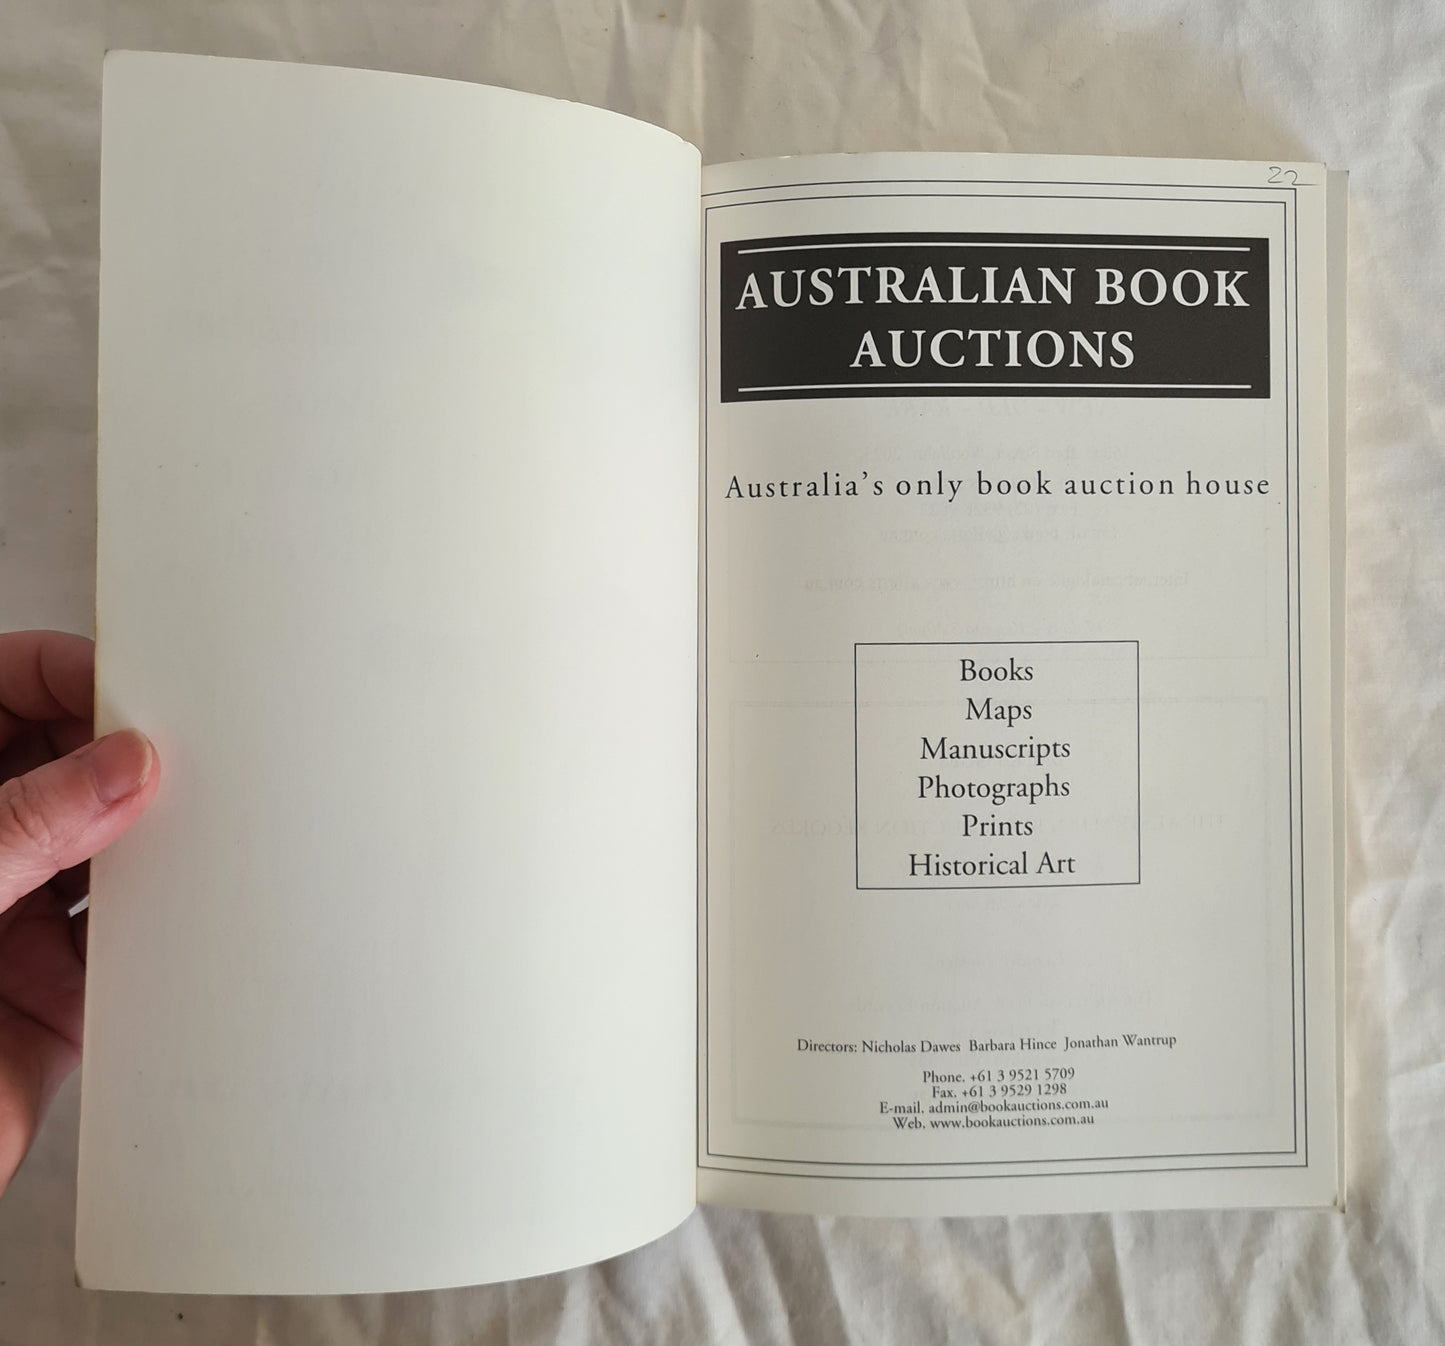 22
AUSTRALIAN BOOK
AUCTIONS
Australia's only book auction house
Books
Maps
Manuscripts
Photographs
Prints
Historical Art
Directors: Nicholas Dawes Barbara Hince Jonathan Wantrup
Phone. +61 3 9521 5709
Fax. +61 3 9529 1298
E-mail. admin@bookauctions.com.au
Web. www.bookauctions.com.au